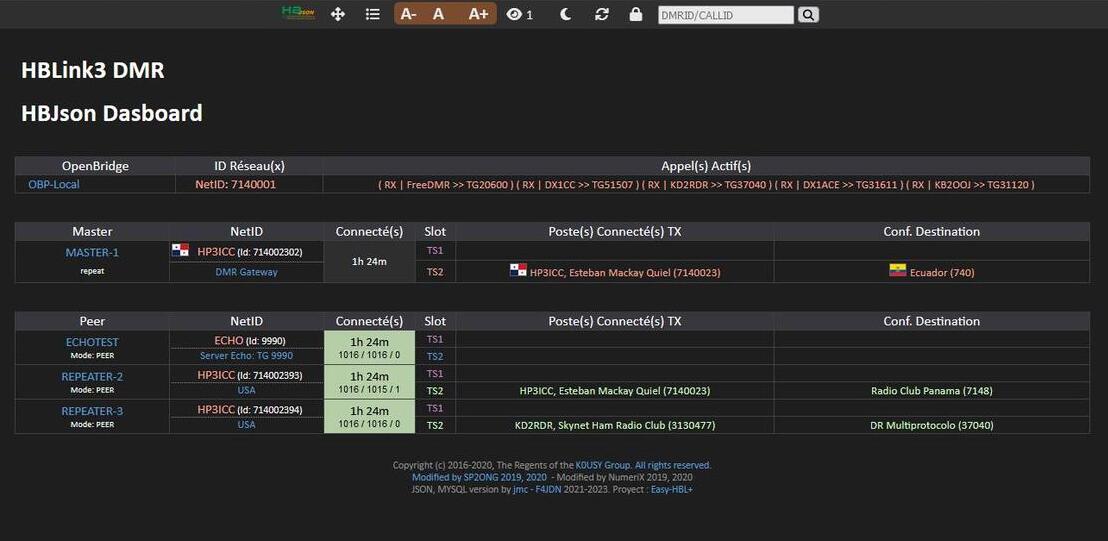 HBJSON A- A A+ 1 DMRID/CALLID
HBLink3 DMR
HBJson Dasboard
OpenBridge ID Réseau(x) Appel(s) Actif(s)
OBP-Local NetID: 7140001 ( RX | FreeDMR >> TG20600 ) ( RX | DX1CC >> TG51507 ) ( RX | KD2RDR >> TG37040 ) ( RX | DX1ACE >> TG31611 ) ( RX | KB2OOJ >> TG31120 )
Master NetID Connecté(s) Slot Poste(s) Connecté(s) TX Conf. Destination
MASTER-1 HP3ICC (Id: 714002302) 1h 24m TS1
repeat DMR Gateway TS2 HP3ICC, Esteban Mackay Quiel (7140023) Ecuador (740)
Peer NetID Connecté(s) Slot Poste(s) Connecté(s) TX Conf. Destination
ECHOTEST ECHO (Id: 9990) 1h 24m TS1
Mode: PEER Server Echo: TG 9990 1016 / 1016 / 0 TS2
REPEATER-2 HP3ICC (Id: 714002393) 1h 24m TS1
Mode: PEER USA 1016 / 1015 / 1 TS2 HP3ICC, Esteban Mackay Quiel (7140023) Radio Club Panama (7148)
REPEATER-3 HP3ICC (Id: 714002394) 1h 24m TS1
Mode: PEER USA 1016 / 1016 / 0 TS2 KD2RDR, Skynet Ham Radio Club (3130477) DR Multiprotocolo (37040)
Copyright (c) 2016-2020, The Regents of the K0USY Group. All rights reserved.
Modified by SP2ONG 2019, 2020 - Modified by NumeriX 2019, 2020
JSON, MYSQL version by jmc - F4JDN 2021-2023. Proyect : Easy-HBL+